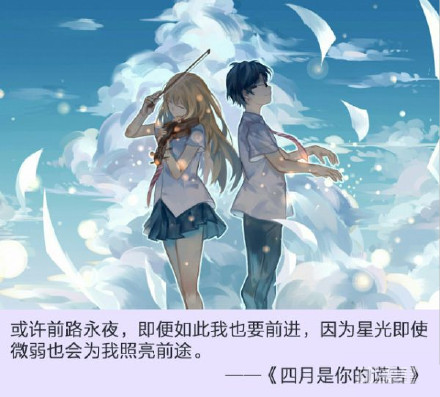 或许前路永夜，即便如此我也要前进，因为星光即使
微弱也会为我照亮前途。
——《四月是你的谎言》